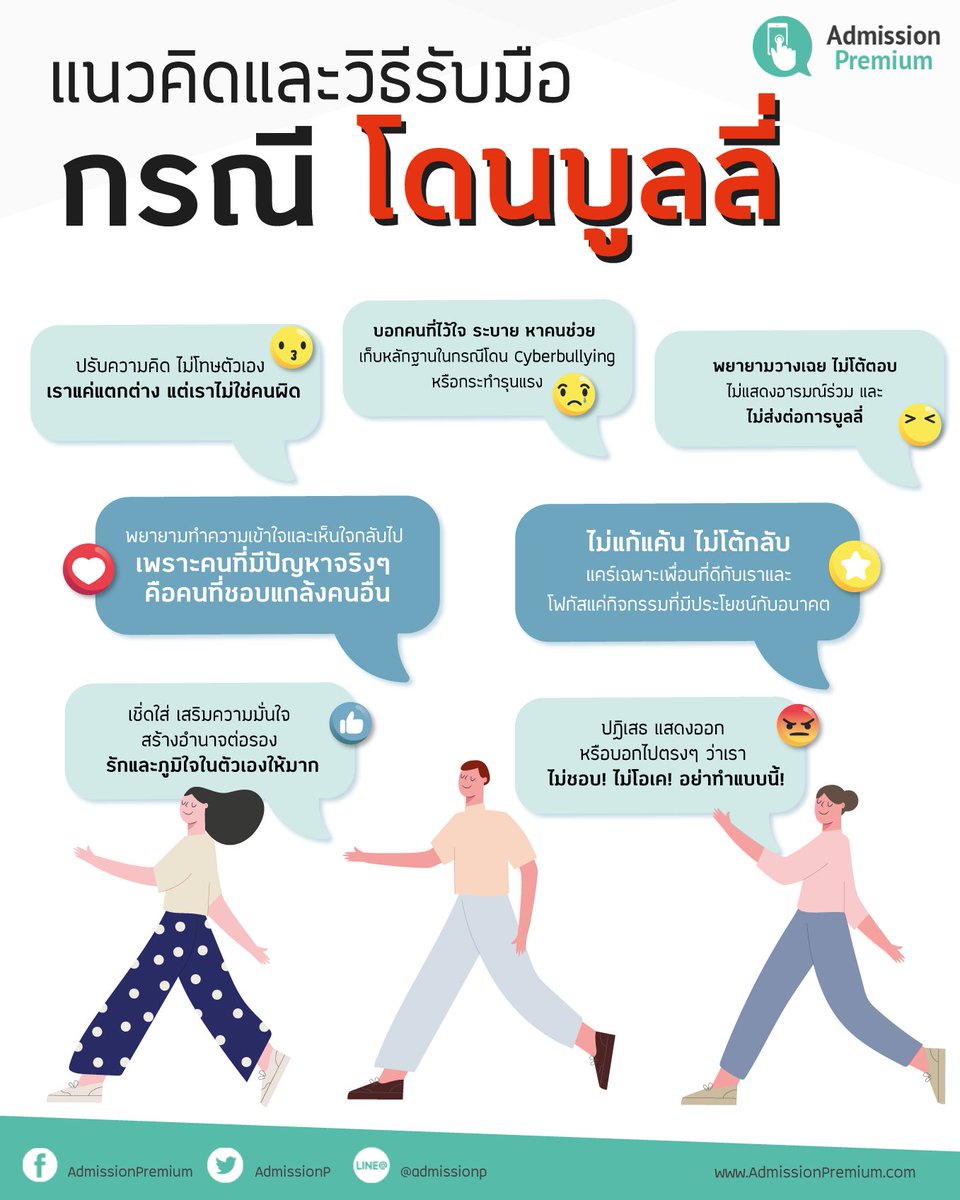 Admission
Premium
แนวคิดและวิธีรับมือ
กรณี โดนบูลลี่
ปรับความคิด ไม่โทษตัวเอง
เราแค่แตกต่าง แต่เราไม่ใช่คนผิด
บอกคนที่ไว้ใจ ระบาย หาคนช่วย
เก็บหลักฐานในกรณีโดน Cyberbullying
หรือกระทำรุนแรง
พยายามวางเฉย ไม่โต้ตอบ
ไม่แสดงอารมณ์ร่วม และ
ไม่ส่งต่อการบูลลี่
พยายามทำความเข้าใจและเห็นใจกลับไป
เพราะคนที่มีปัญหาจริงๆ
คือคนที่ชอบแกล้งคนอื่น
ไม่แก้แค้น ไม่โต้กลับ
แคร์เฉพาะเพื่อนที่ดีกับเราและ
โฟกัสแค่กิจกรรมที่มีประโยชน์กับอนาคต
เชิ่ดใส่ เสริมความมั่นใจ
สร้างอำนาจต่อรอง
รักและภูมิใจในตัวเองให้มาก
ปฏิเสธ แสดงออก
หรือบอกไปตรงๆ ว่าเรา
ไม่ชอบ! ไม่โอเค! อย่าทำแบบนี้!
AdmissionPremium
AdmissionP
LINE@
@admissionp
www.AdmissionPremium.com